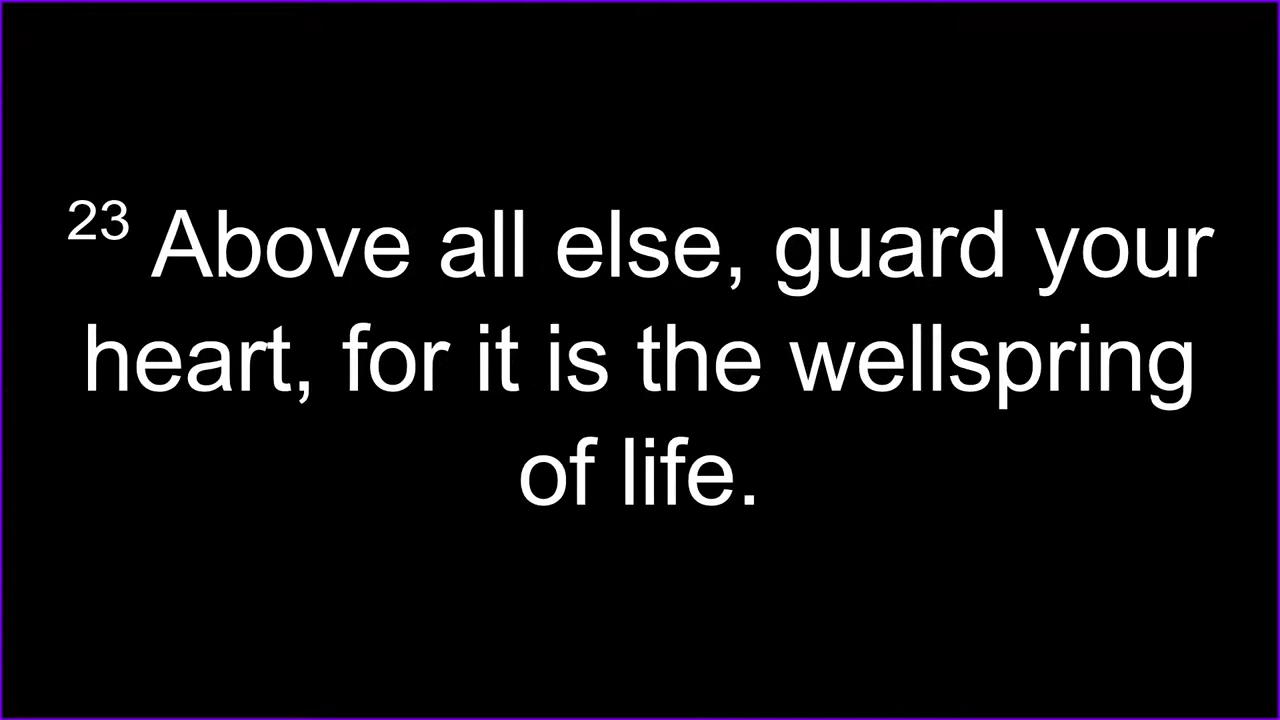 23 Above all else, guard your
heart, for it is the wellspring
of life.